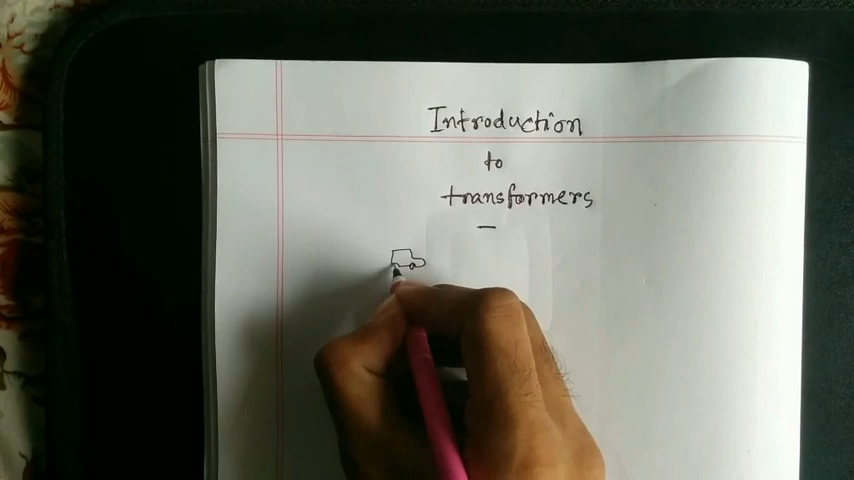 Introduction
to
transformers
–